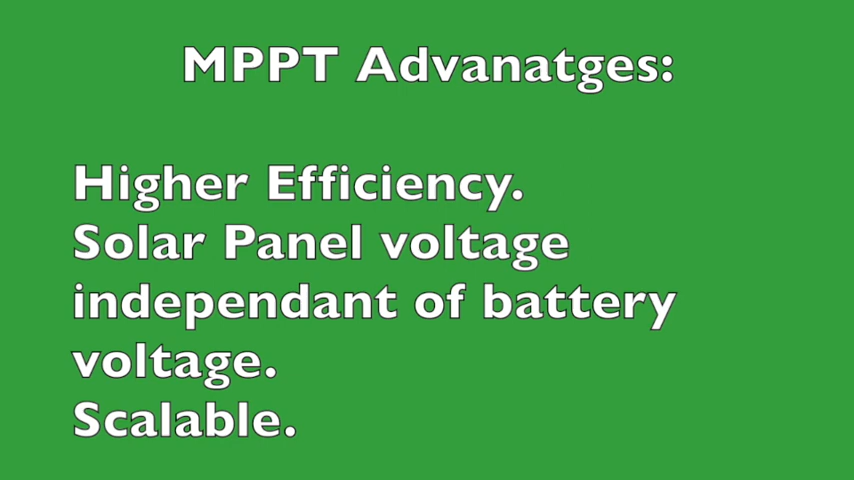 MPPT Advanatges:
Higher Efficiency.
Solar Panel voltage
independant of battery
voltage.
Scalable.